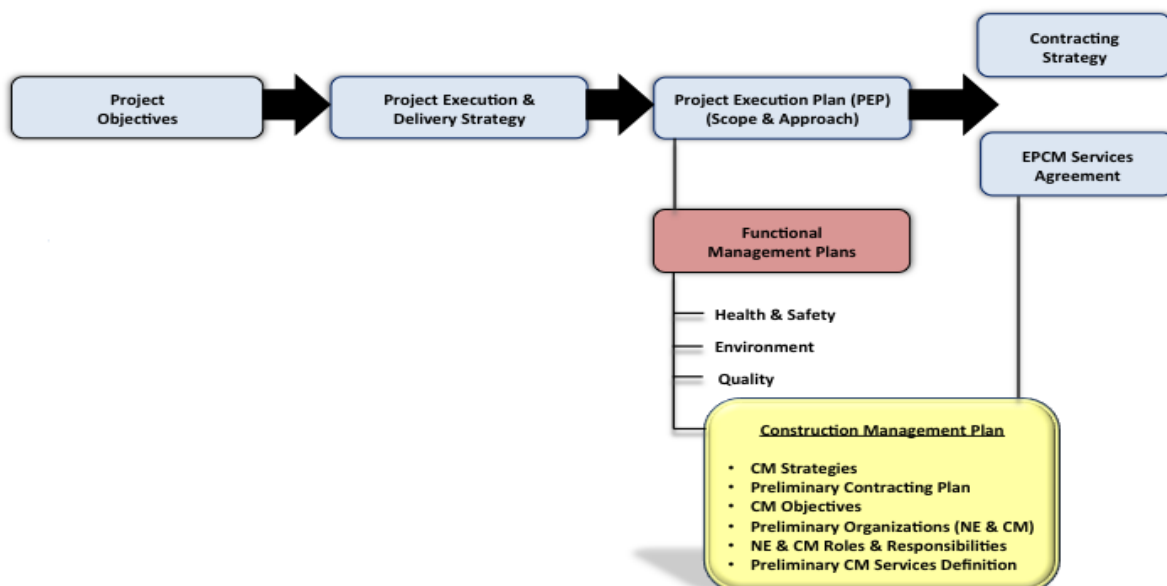 Contracting
Strategy
Project
Objectives
Project Execution &
Delivery Strategy
Project Execution Plan (PEP)
(Scope & Approach)
EPCM Services
Agreement
Functional
Management Plans
Health & Safety
Environment
Quality
Construction Management Plan
• CM Strategies
• Preliminary Contracting Plan
• CM Objectives
• Preliminary Organizations (NE & CM)
• NE & CM Roles & Responsibilities
• Preliminary CM Services Definition